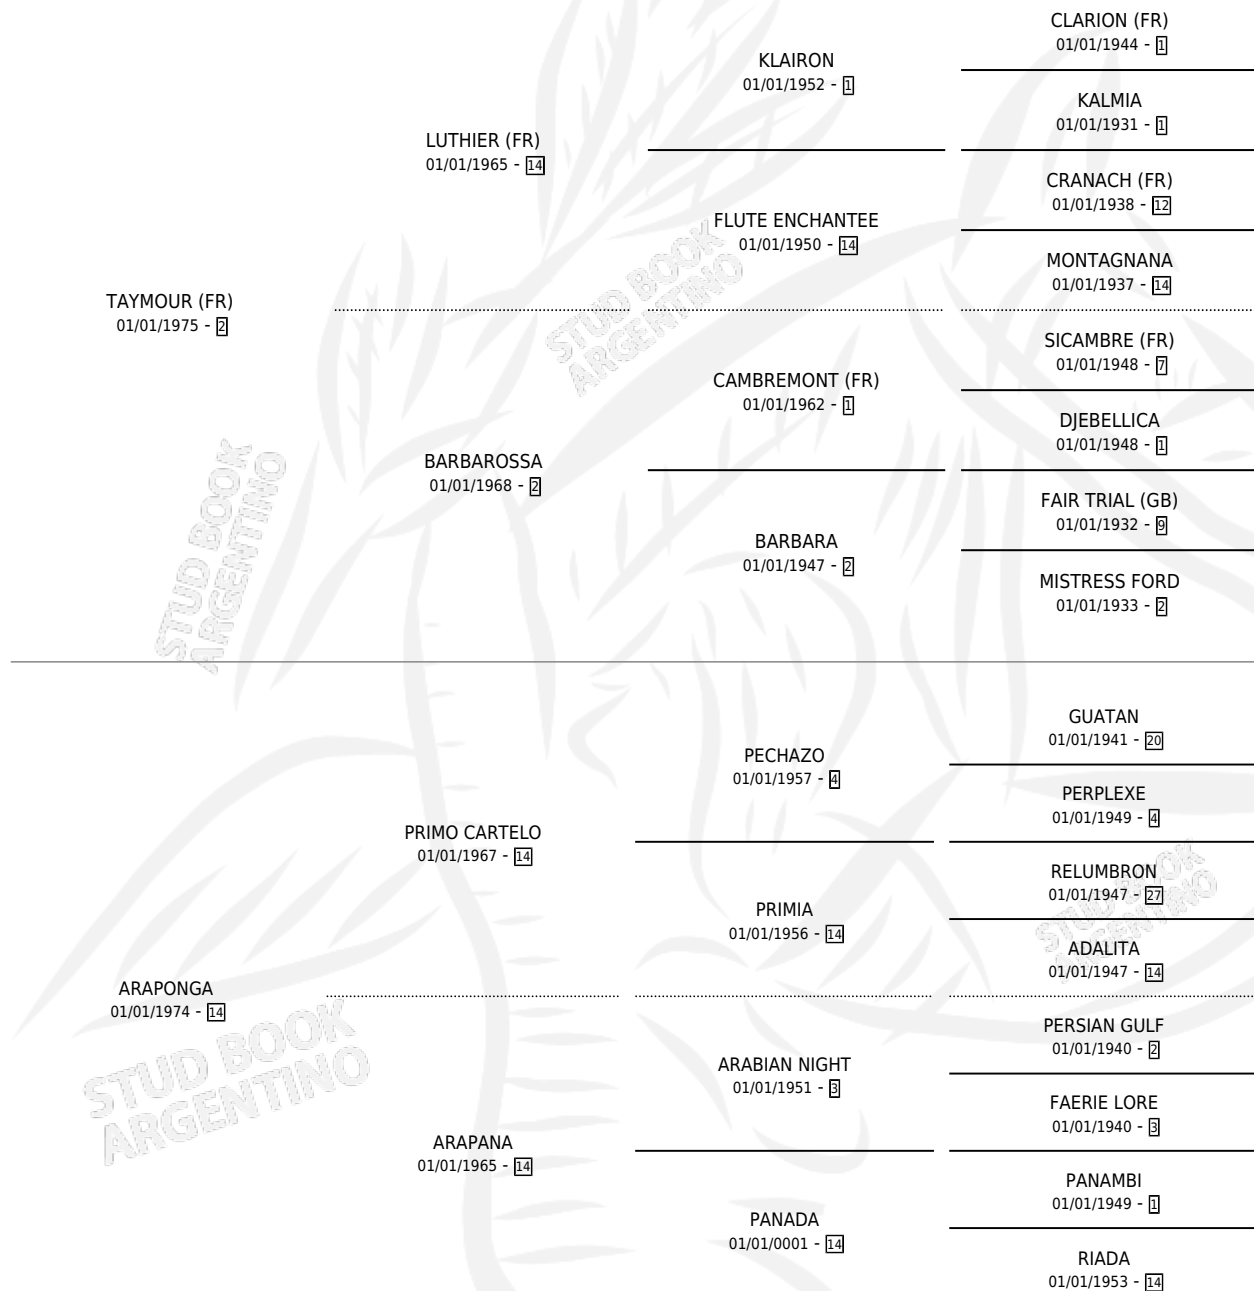 CLARION (FR)
01/01/1944 - 1
KLAIRON
01/01/1952 - 1
KALMIA
01/01/1931 - 1
LUTHIER (FR)
01/01/1965 - 14
CRANACH (FR)
01/01/1938 - 12
FLUTE ENCHANTEE
01/01/1950 - 14
MONTAGNANA
01/01/1937 - 14
TAYMOUR (FR)
01/01/1975 - 2
SICAMBRE (FR)
01/01/1948 - 7
CAMBREMONT (FR)
01/01/1962 - 1
DJEBELLICA
01/01/1948 - 1
BARBAROSSA
01/01/1968 - 2
FAIR TRIAL (GB)
01/01/1932 - 9
BARBARA
01/01/1947 - 2
MISTRESS FORD
01/01/1933 - 2
GUATAN
01/01/1941 - 20
PECHAZO
01/01/1957 - 4
PERPLEXE
01/01/1949 - 4
PRIMO CARTELO
01/01/1967 - 14
RELUMBRON
01/01/1947 - 27
PRIMIA
01/01/1956 - 14
ADALITA
01/01/1947 - 14
ARAPONGA
01/01/1974 - 14
PERSIAN GULF
01/01/1940 - 2
ARABIAN NIGHT
01/01/1951 - 3
FAERIE LORE
01/01/1940 - 3
ARAPANA
01/01/1965 - 14
PANAMBI
01/01/1949 - 1
PANADA
01/01/0001 - 14
RIADA
01/01/1953 - 14
STUD BOOK
ARGENTINO
STUD BOOK
ARGENTINO
STUD BOOK
ARGENTINO
STUD BOOK
ARGENTINO